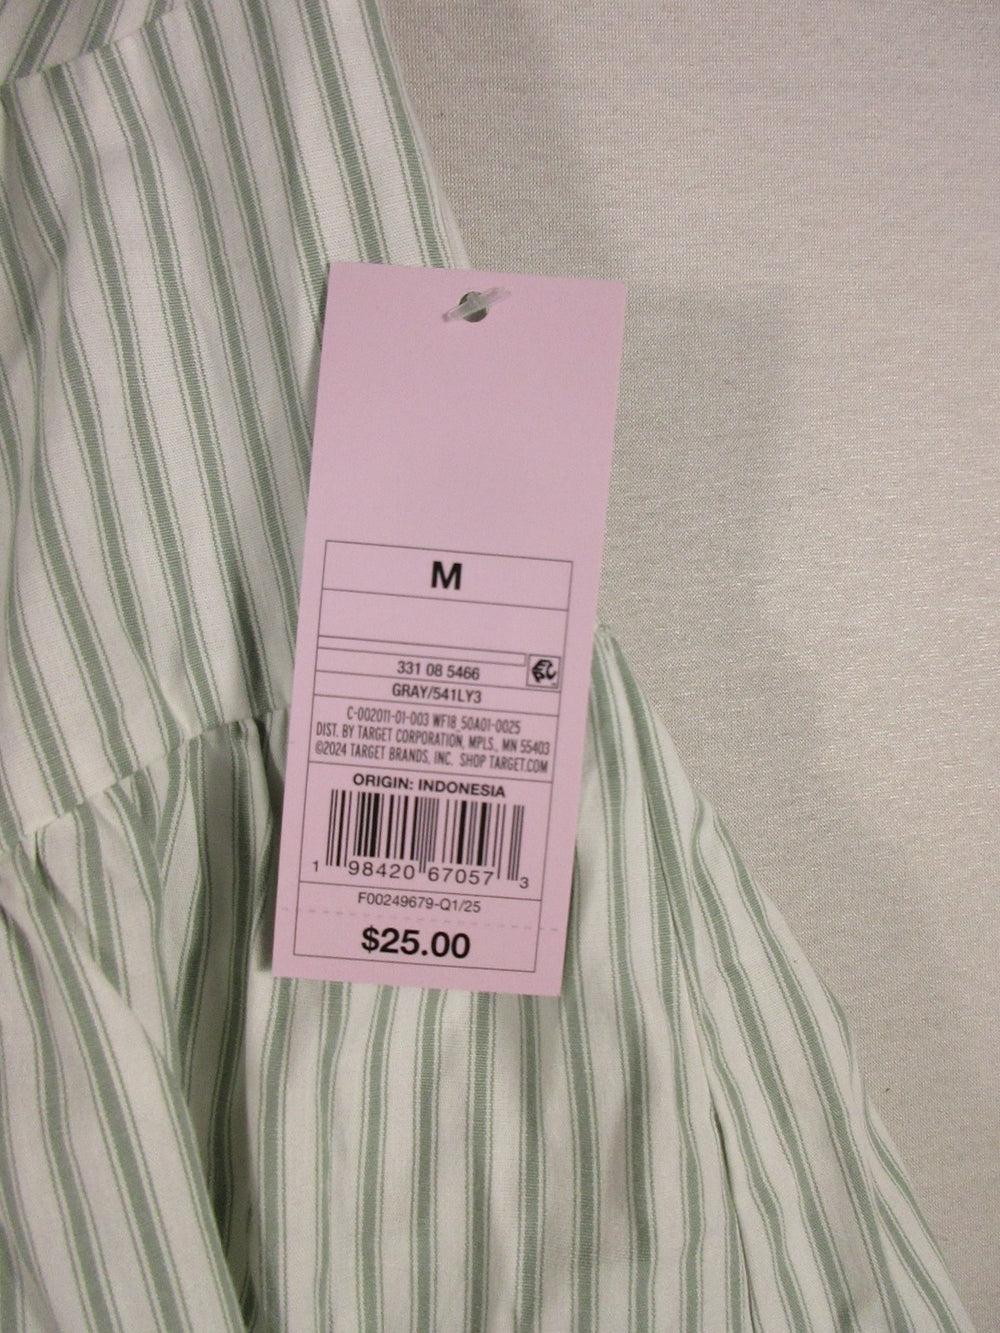 M
331 08 5466
GRAY/541LY3
C-002011-01-003 WF18_50A01-0025
DIST. BY TARGET CORPORATION, MPLS., MN 55403
©2024 TARGET BRANDS, INC. SHOP TARGET.COM
ORIGIN: INDONESIA
1 98420 67057 3
F00249679-Q1/25
$25.00